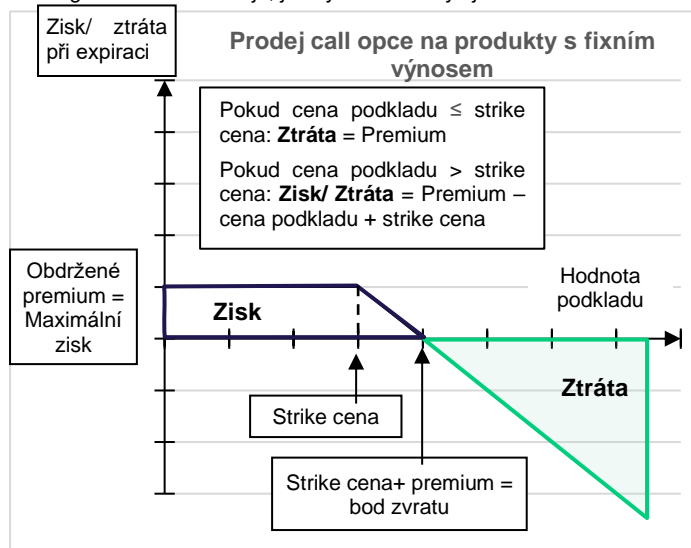 Zisk/ ztráta
při expiraci
Prodej call opce na produkty s fixním
výnosem
Pokud cena podkladu ≤ strike
cena: Ztráta = Premium
Pokud cena podkladu > strike
cena: Zisk/ Ztráta = Premium –
cena podkladu + strike cena
Obdržené
premium =
Maximální
zisk
Zisk
Hodnota
podkladu
Ztráta
Strike cena
Strike cena+ premium =
bod zvratu